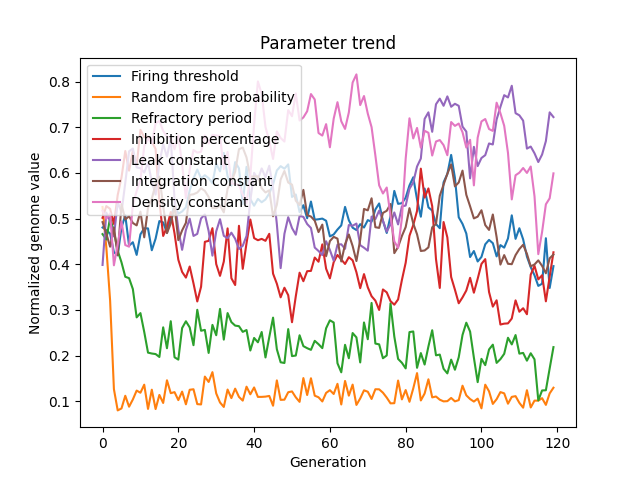 Parameter trend
Firing threshold
Random fire probability
Refractory period
Inhibition percentage
Leak constant
Integration constant
Density constant
Normalized genome value
0.8
0.7
0.6
0.5
0.4
0.3
0.2
0.1
0 20 40 60 80 100 120
Generation